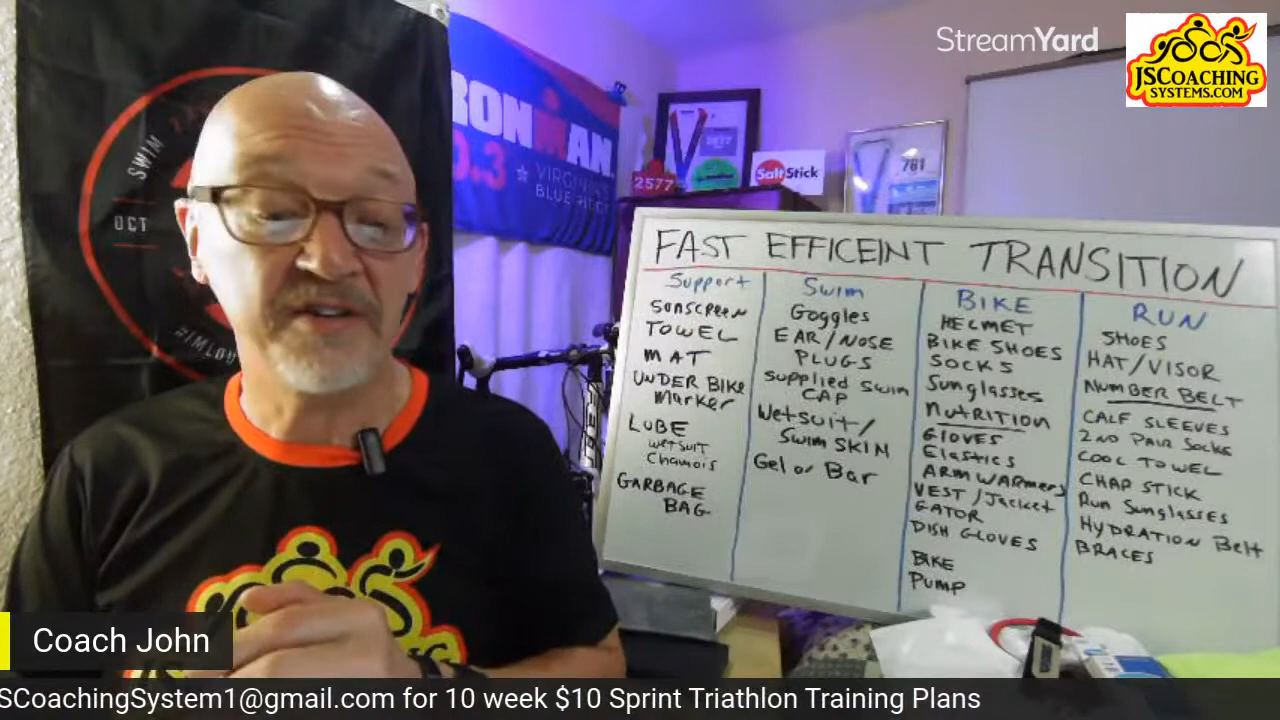 StreamYard
JSCOACHING
SYSTEMS.COM
SWIM
OCT
#IMLOU
IRONMAN
70.3
VIRGINIA'S
BLUE RIDGE
2577
SaltStick
781
FAST EFFICEINT TRANSITION
Support
SUNSCREEN
TOWEL
MAT
UNDER BIKE
MARKER
LUBE
WETSUIT
Chamois
GARBAGE
BAG
Swim
Goggles
EAR/NOSE
PLUGS
Supplied Swim
CAP
Wetsuit/
Swim SKIN
Gel or Bar
BIKE
HELMET
BIKE SHOES
SOCKS
Sunglasses
NUTRITION
GLOVES
Elastics
ARM WARMERS
VEST/Jacket
GATOR
DISH GLOVES
BIKE
PUMP
RUN
SHOES
HAT/VISOR
NUMBER BELT
CALF SLEEVES
2ND PAIR SOCKS
COOL TOWEL
CHAP STICK
Run Sunglasses
HYDRATION Belt
BRACES
Coach John
SCoachingSystem1@gmail.com for 10 week $10 Sprint Triathlon Training Plans